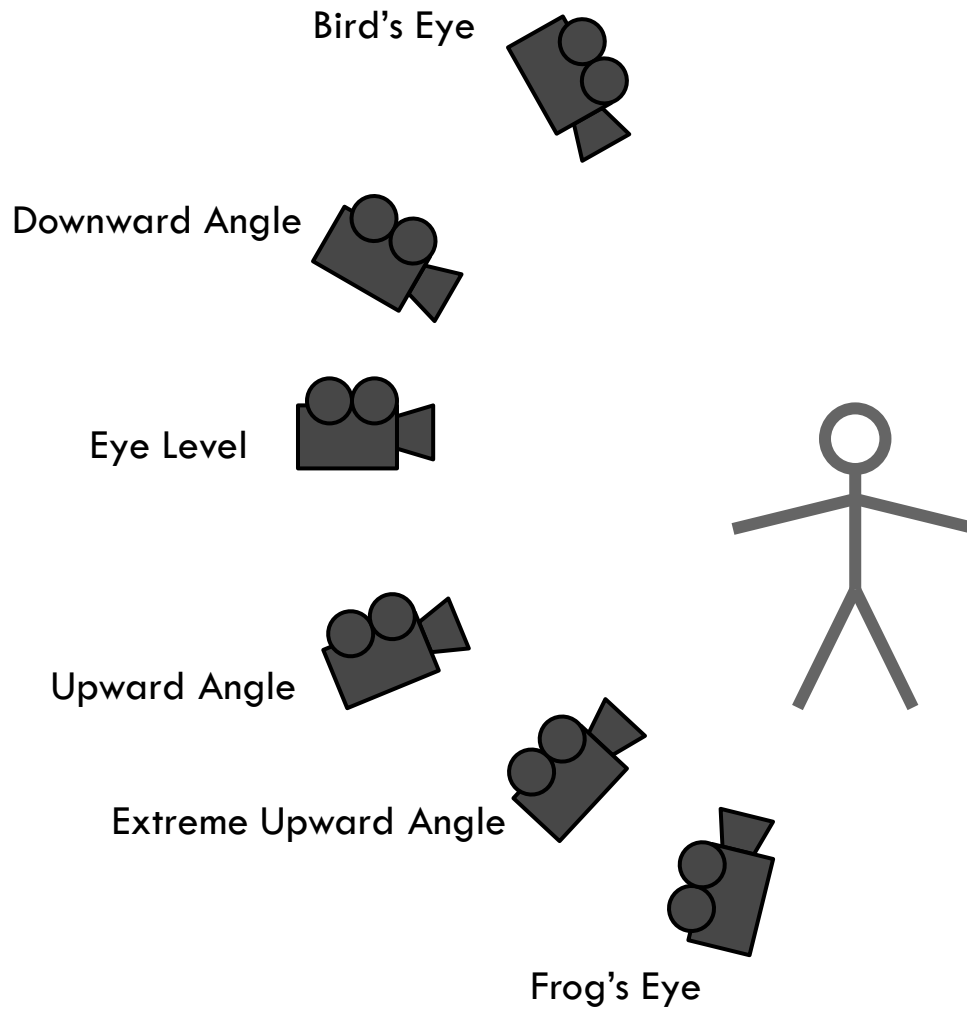 Bird’s Eye
Downward Angle
Eye Level
Upward Angle
Extreme Upward Angle
Frog’s Eye